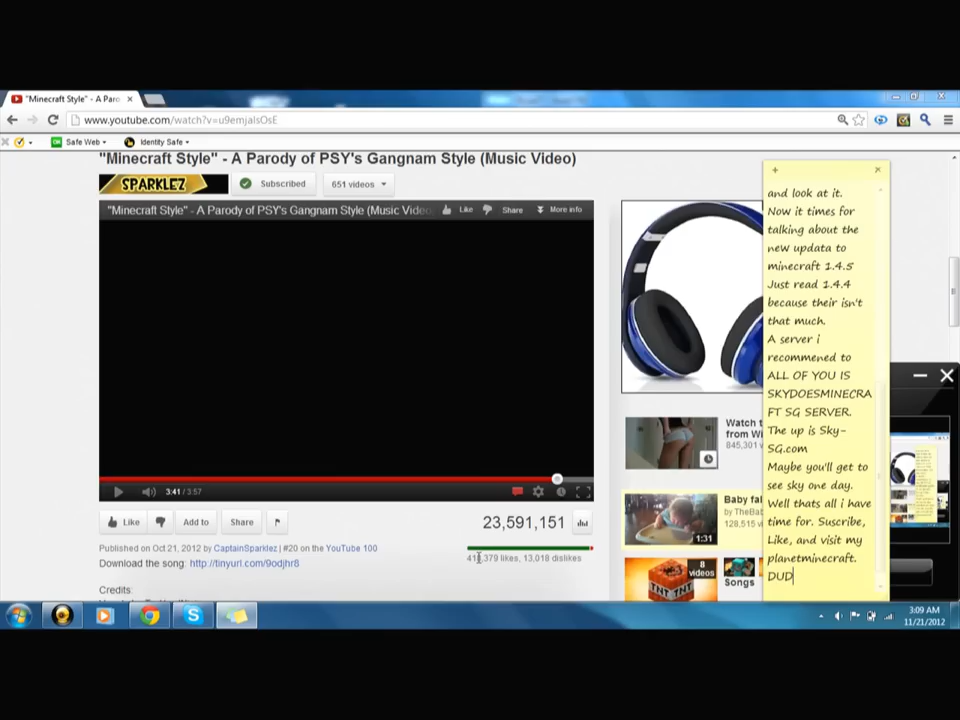 "Minecraft Style" - A Paro
www.youtube.com/watch?v=u9emjalsOsE
Safe Web
Identity Safe
"Minecraft Style" - A Parody of PSY's Gangnam Style (Music Video)
SPARKLEZ
Subscribed
651 videos
"Minecraft Style" - A Parody of PSY's Gangnam Style (Music Video
Like
Share
More info
3:41 / 3:57
Like
Add to
Share
23,591,151
Published on Oct 21, 2012 by CaptainSparklez | #20 on the YouTube 100
379 likes, 13,018 dislikes
Download the song: http://tinyurl.com/9odjhr8
Credits:
Watch t
from Wi
845,301
Baby fal
by TheBat
128,515 v
1:31
TNT TNT
8
videos
Songs
and look at it.
Now it times for
talking about the
new updata to
minecraft 1.4.5
Just read 1.4.4
because their isn't
that much.
A server i
recommened to
ALL OF YOU IS
SKYDOESMINECRA
FT SG SERVER.
The up is Sky-
SG.com
Maybe you'll get to
see sky one day.
Well thats all i have
time for. Suscribe,
Like, and visit my
planetminecraft.
DUD
3:09 AM
11/21/2012